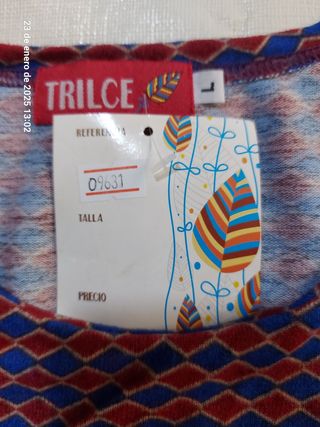 23 de enero de 2025 13:02
TRILCE
L
REFERENCIA
09631
TALLA
PRECIO